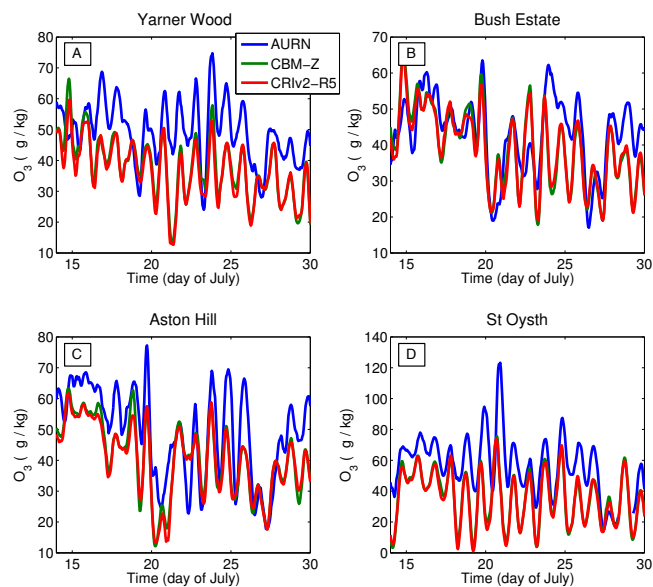 Yarner Wood
A
AURN
CBM-Z
CRIv2-R5
80
70
60
50
40
30
20
10
O3 ( g / kg)
15 20 25 30
Time (day of July)
Bush Estate
B
70
60
50
40
30
20
10
O3 ( g / kg)
15 20 25 30
Time (day of July)
Aston Hill
C
80
70
60
50
40
30
20
10
O3 ( g / kg)
15 20 25 30
Time (day of July)
St Oysth
D
140
120
100
80
60
40
20
0
O3 ( g / kg)
15 20 25 30
Time (day of July)